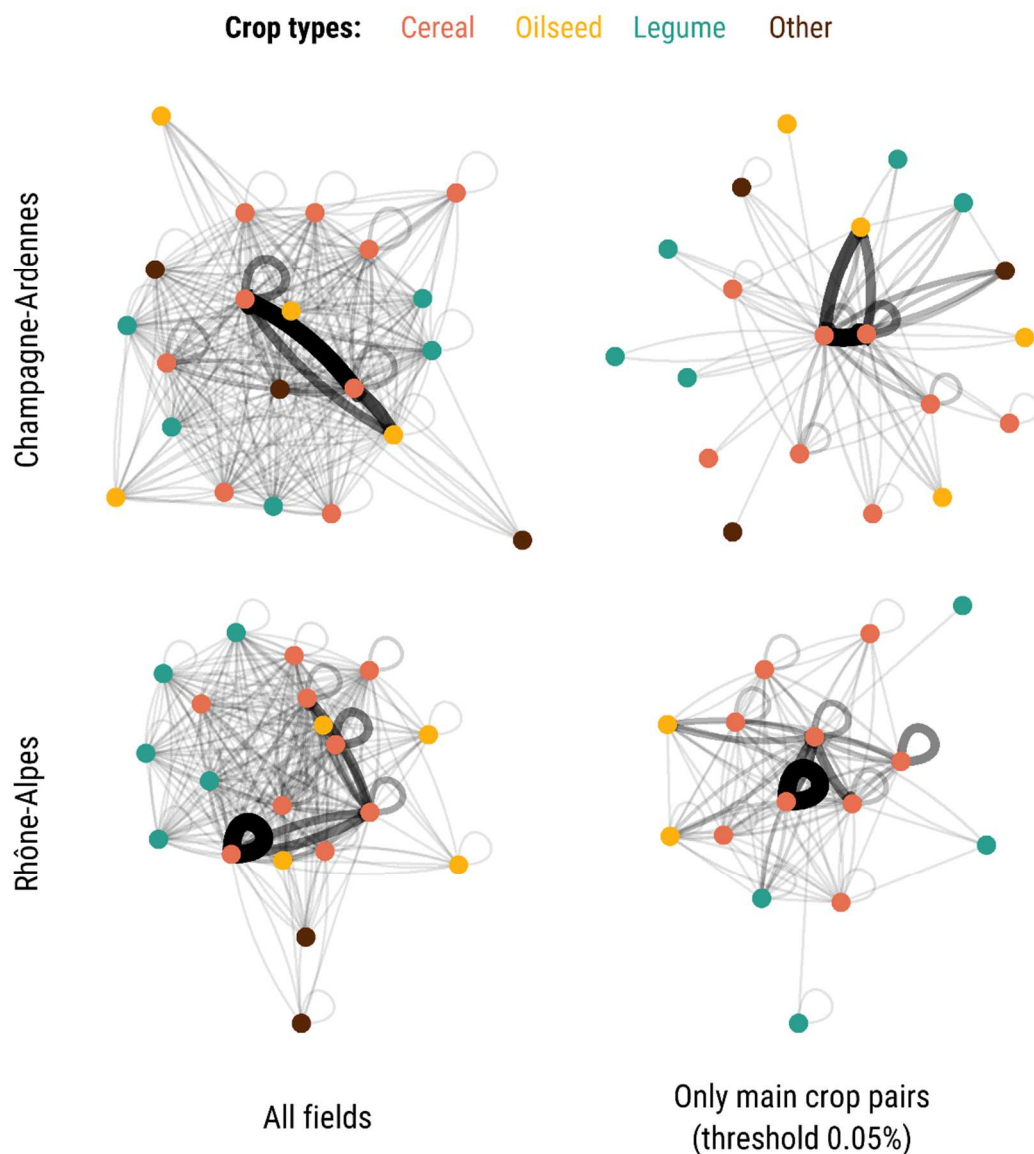 Crop types: Cereal Oilseed Legume Other
Champagne-Ardennes
Rhône-Alpes
All fields
Only main crop pairs
(threshold 0.05%)